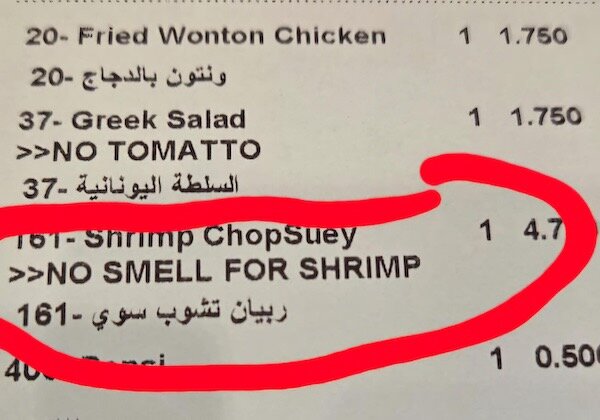 20- Fried Wonton Chicken 1 1.750
20- ونتون بالدجاج
37- Greek Salad 1 1.750
>>NO TOMATTO
37- السلطة اليونانية
161- Shrimp ChopSuey 1 4.7
>>NO SMELL FOR SHRIMP
161- ربيان تشوب سوي
1 0.500